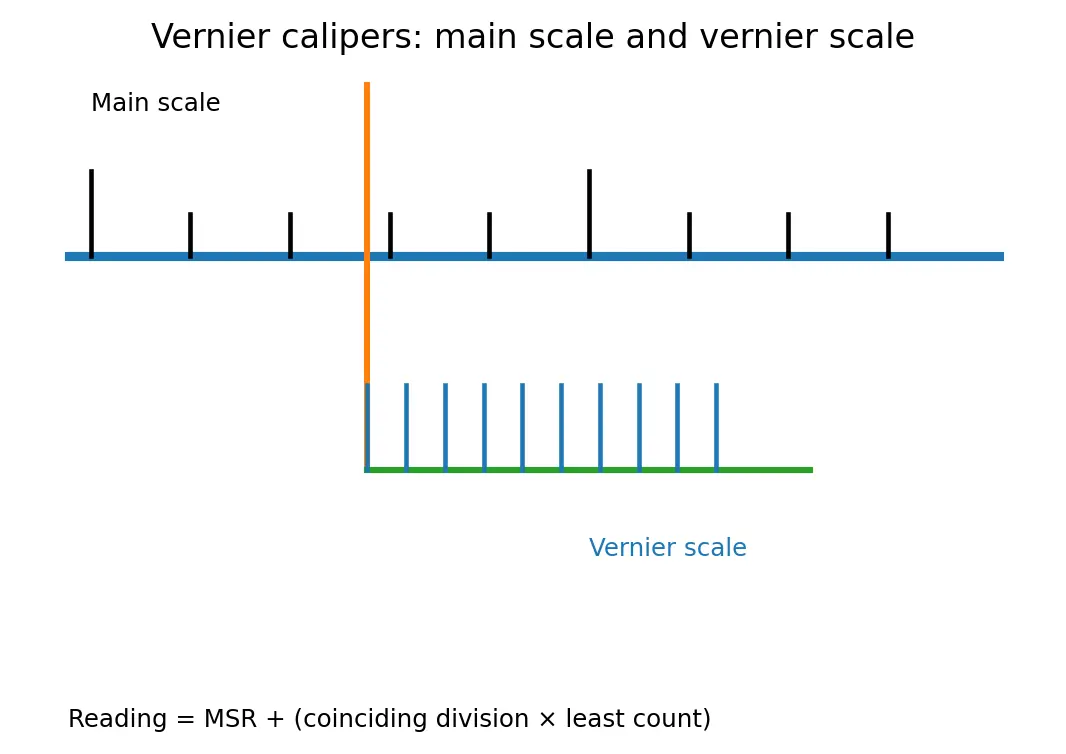 Vernier calipers: main scale and vernier scale
Main scale
Vernier scale
Reading = MSR + (coinciding division × least count)